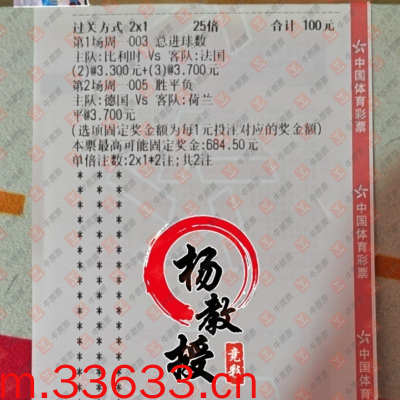 过关方式 2x1 25倍 合计 100元
第1场周 003 总进球数
主队:比利时 Vs 客队:法国
(2)@3.300元+(3)@3.700元
第2场周 005 胜平负
主队:德国 Vs 客队:荷兰
平@3.700元
(选项固定奖金额为每1元投注对应的奖金额)
本票最高可能固定奖金:684.50元
单倍注数:2x1*2注;共2注
中国体育彩票
中国体育彩票
中国体育彩票
杨教授
竞彩
m.33633.cn